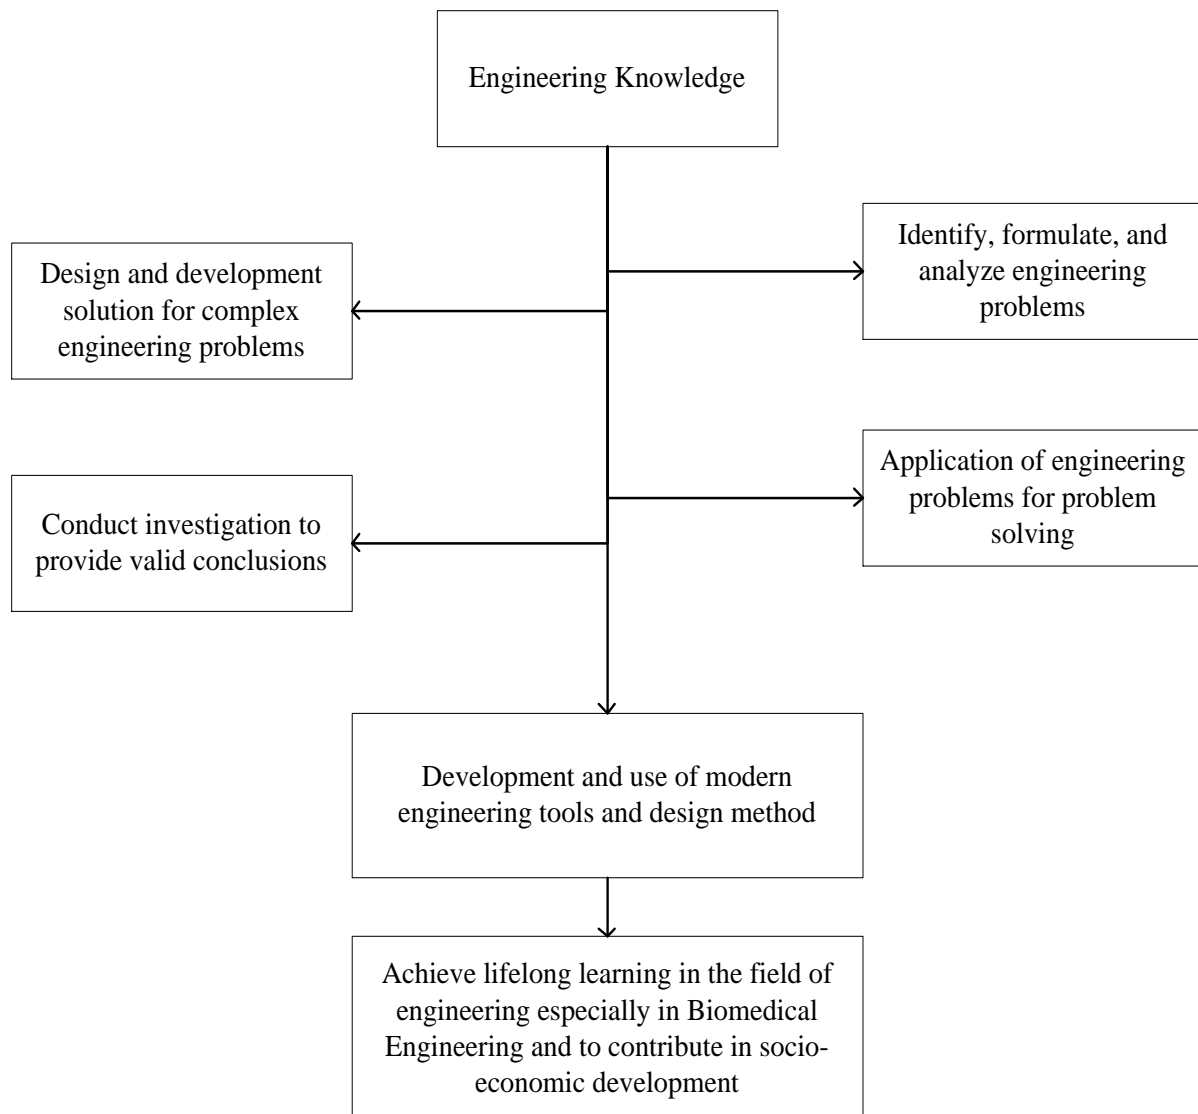 Engineering Knowledge
Identify, formulate, and
analyze engineering
problems
Design and development
solution for complex
engineering problems
Application of engineering
problems for problem
solving
Conduct investigation to
provide valid conclusions
Development and use of modern
engineering tools and design method
Achieve lifelong learning in the field of
engineering especially in Biomedical
Engineering and to contribute in socio-
economic development